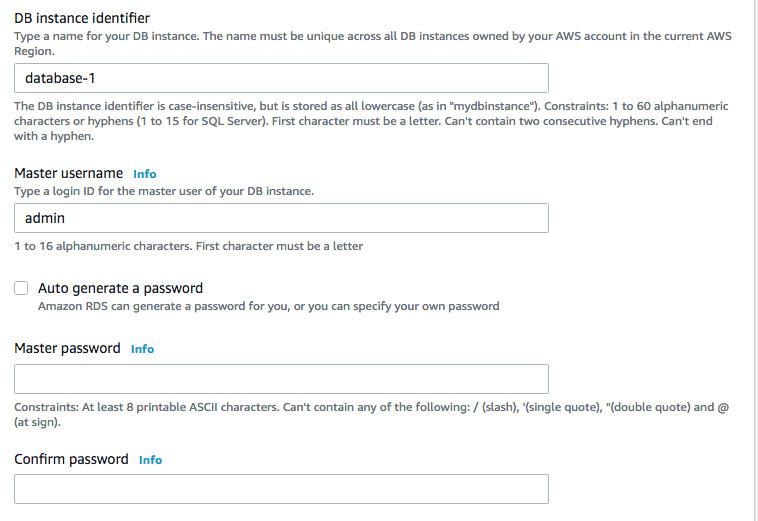 DB instance identifier
Type a name for your DB instance. The name must be unique across all DB instances owned by your AWS account in the current AWS
Region.
database-1
The DB instance identifier is case-insensitive, but is stored as all lowercase (as in "mydbinstance"). Constraints: 1 to 60 alphanumeric
characters or hyphens (1 to 15 for SQL Server). First character must be a letter. Can't contain two consecutive hyphens. Can't end
with a hyphen.
Master username Info
Type a login ID for the master user of your DB instance.
admin
1 to 16 alphanumeric characters. First character must be a letter
Auto generate a password
Amazon RDS can generate a password for you, or you can specify your own password
Master password Info
Constraints: At least 8 printable ASCII characters. Can't contain any of the following: / (slash), '(single quote), "(double quote) and @
(at sign).
Confirm password Info